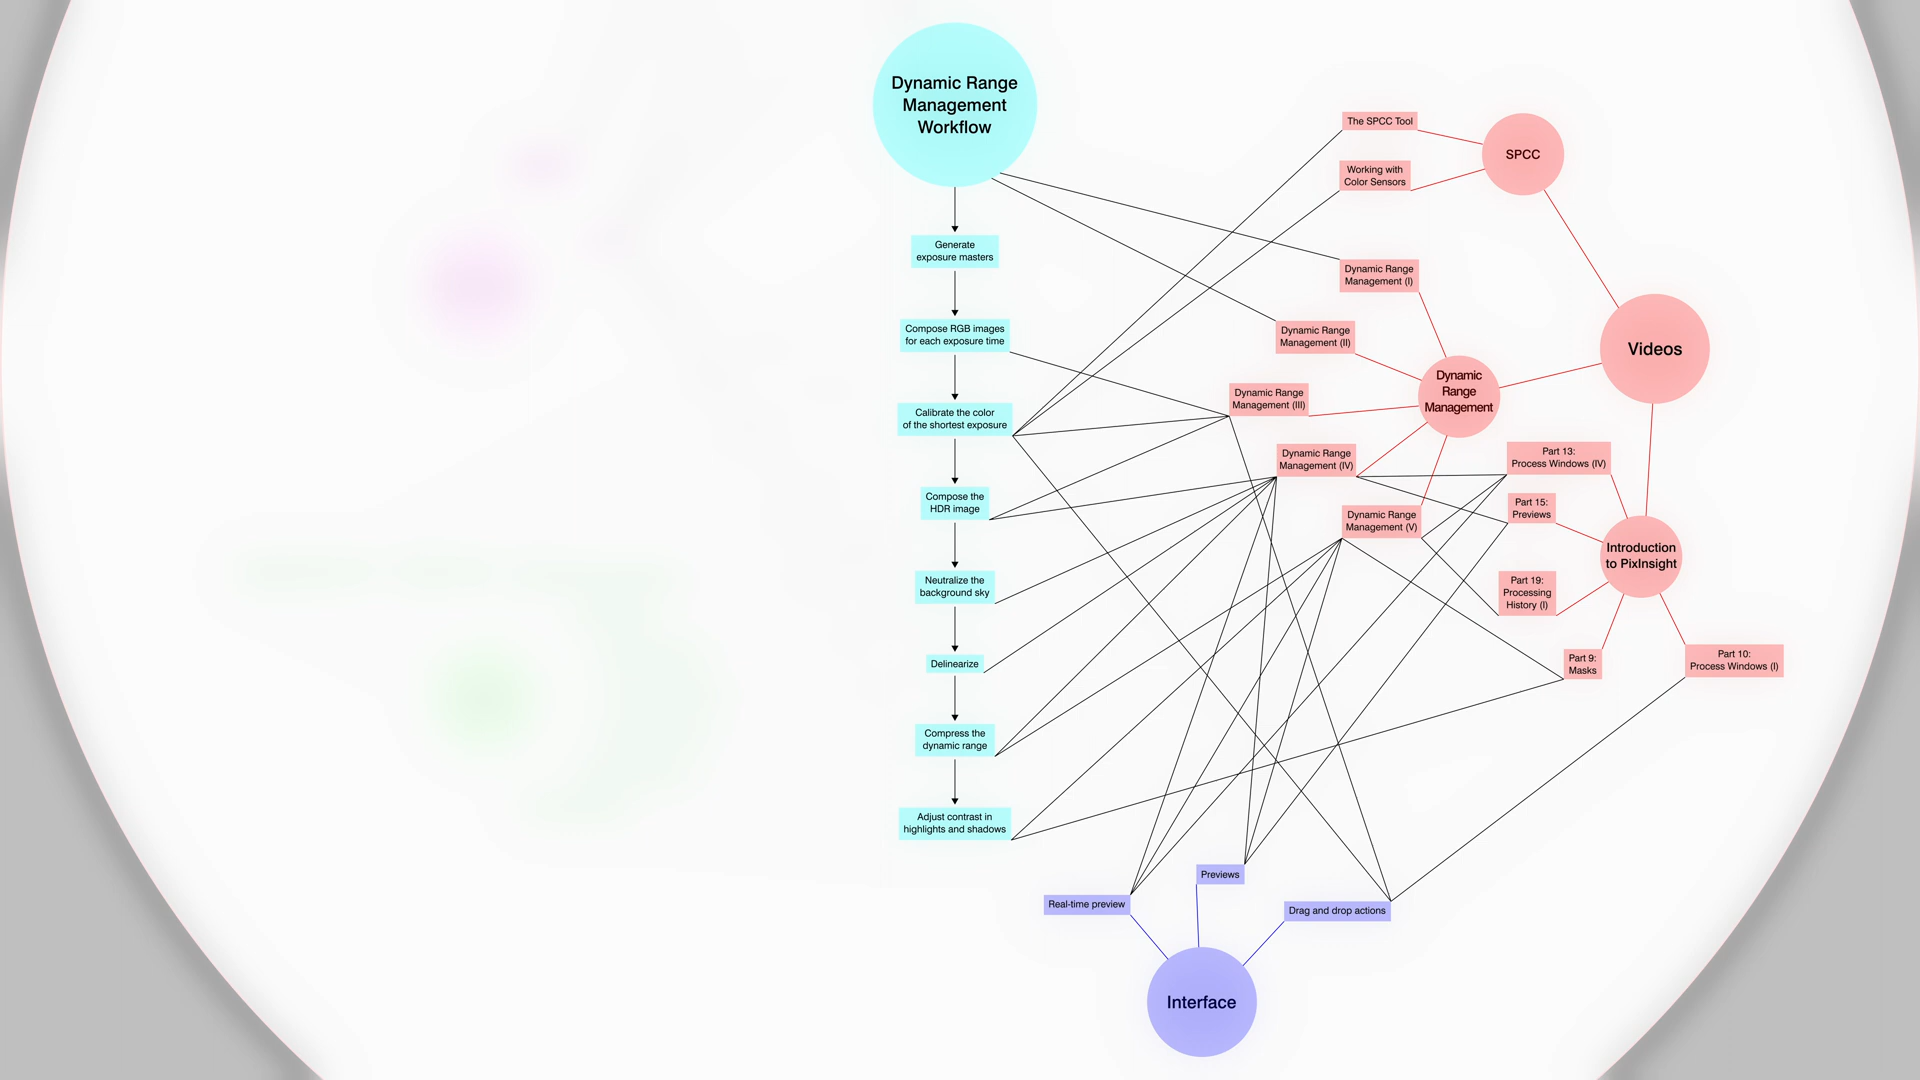 Dynamic Range
Management
Workflow
Generate
exposure masters
Compose RGB images
for each exposure time
Calibrate the color
of the shortest exposure
Compose the
HDR image
Neutralize the
background sky
Delinearize
Compress the
dynamic range
Adjust contrast in
highlights and shadows
The SPCC Tool
Working with
Color Sensors
SPCC
Dynamic Range
Management (I)
Dynamic Range
Management (II)
Dynamic Range
Management (III)
Dynamic Range
Management (IV)
Dynamic Range
Management (V)
Dynamic
Range
Management
Videos
Part 13:
Process Windows (IV)
Part 15:
Previews
Part 19:
Processing
History (I)
Part 9:
Masks
Part 10:
Process Windows (I)
Introduction
to PixInsight
Real-time preview
Previews
Drag and drop actions
Interface